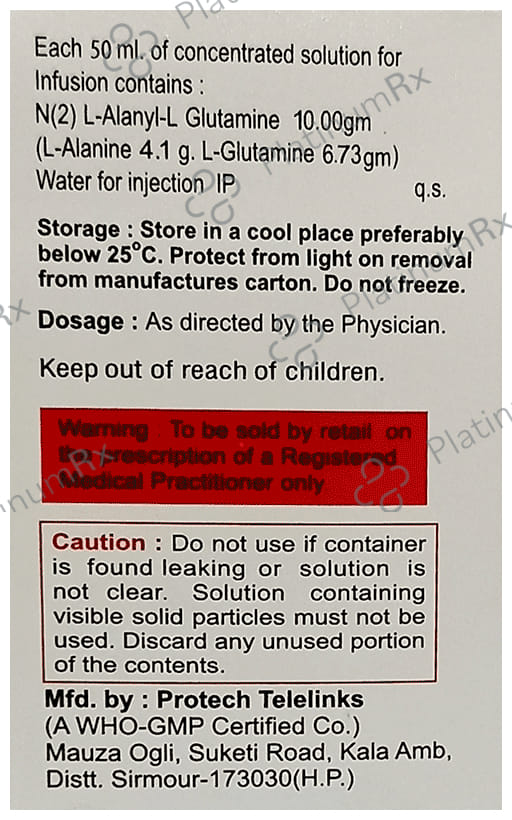 Each 50 ml. of concentrated solution for
Infusion contains :
N(2) L-Alanyl-L Glutamine 10.00gm
(L-Alanine 4.1 g. L-Glutamine 6.73gm)
Water for injection IP q.s.
Storage : Store in a cool place preferably
below 25°C. Protect from light on removal
from manufactures carton. Do not freeze.
Dosage : As directed by the Physician.
Keep out of reach of children.
Warning : To be sold by retail on
the prescription of a Registered
Medical Practitioner only
Caution : Do not use if container
is found leaking or solution is
not clear. Solution containing
visible solid particles must not be
used. Discard any unused portion
of the contents.
Mfd. by : Protech Telelinks
(A WHO-GMP Certified Co.)
Mauza Ogli, Suketi Road, Kala Amb,
Distt. Sirmour-173030(H.P.)
PlatinumRx